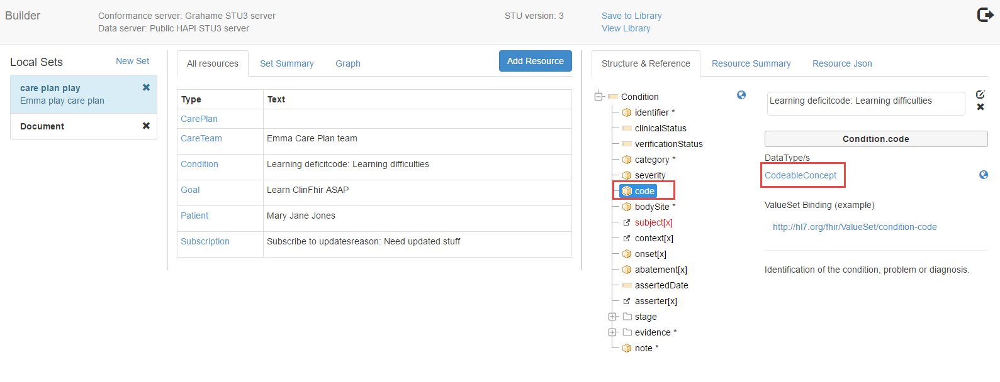 Builder
Conformance server: Grahame STU3 server
Data server: Public HAPI STU3 server
STU version: 3
Save to Library
View Library
Local Sets
New Set
care plan play
Emma play care plan
Document
All resources
Set Summary
Graph
Add Resource
Type Text
CarePlan
CareTeam Emma Care Plan team
Condition Learning deficitcode: Learning difficulties
Goal Learn ClinFhir ASAP
Patient Mary Jane Jones
Subscription Subscribe to updatesreason: Need updated stuff
Structure & Reference
Resource Summary
Resource Json
Condition
identifier *
clinicalStatus
verificationStatus
category *
severity
code
bodySite *
subject[x]
context[x]
onset[x]
abatement[x]
assertedDate
asserter[x]
stage
evidence *
note *
Learning deficitcode: Learning difficulties
Condition.code
DataType/s
CodeableConcept
ValueSet Binding (example)
http://hl7.org/fhir/ValueSet/condition-code
Identification of the condition, problem or diagnosis.